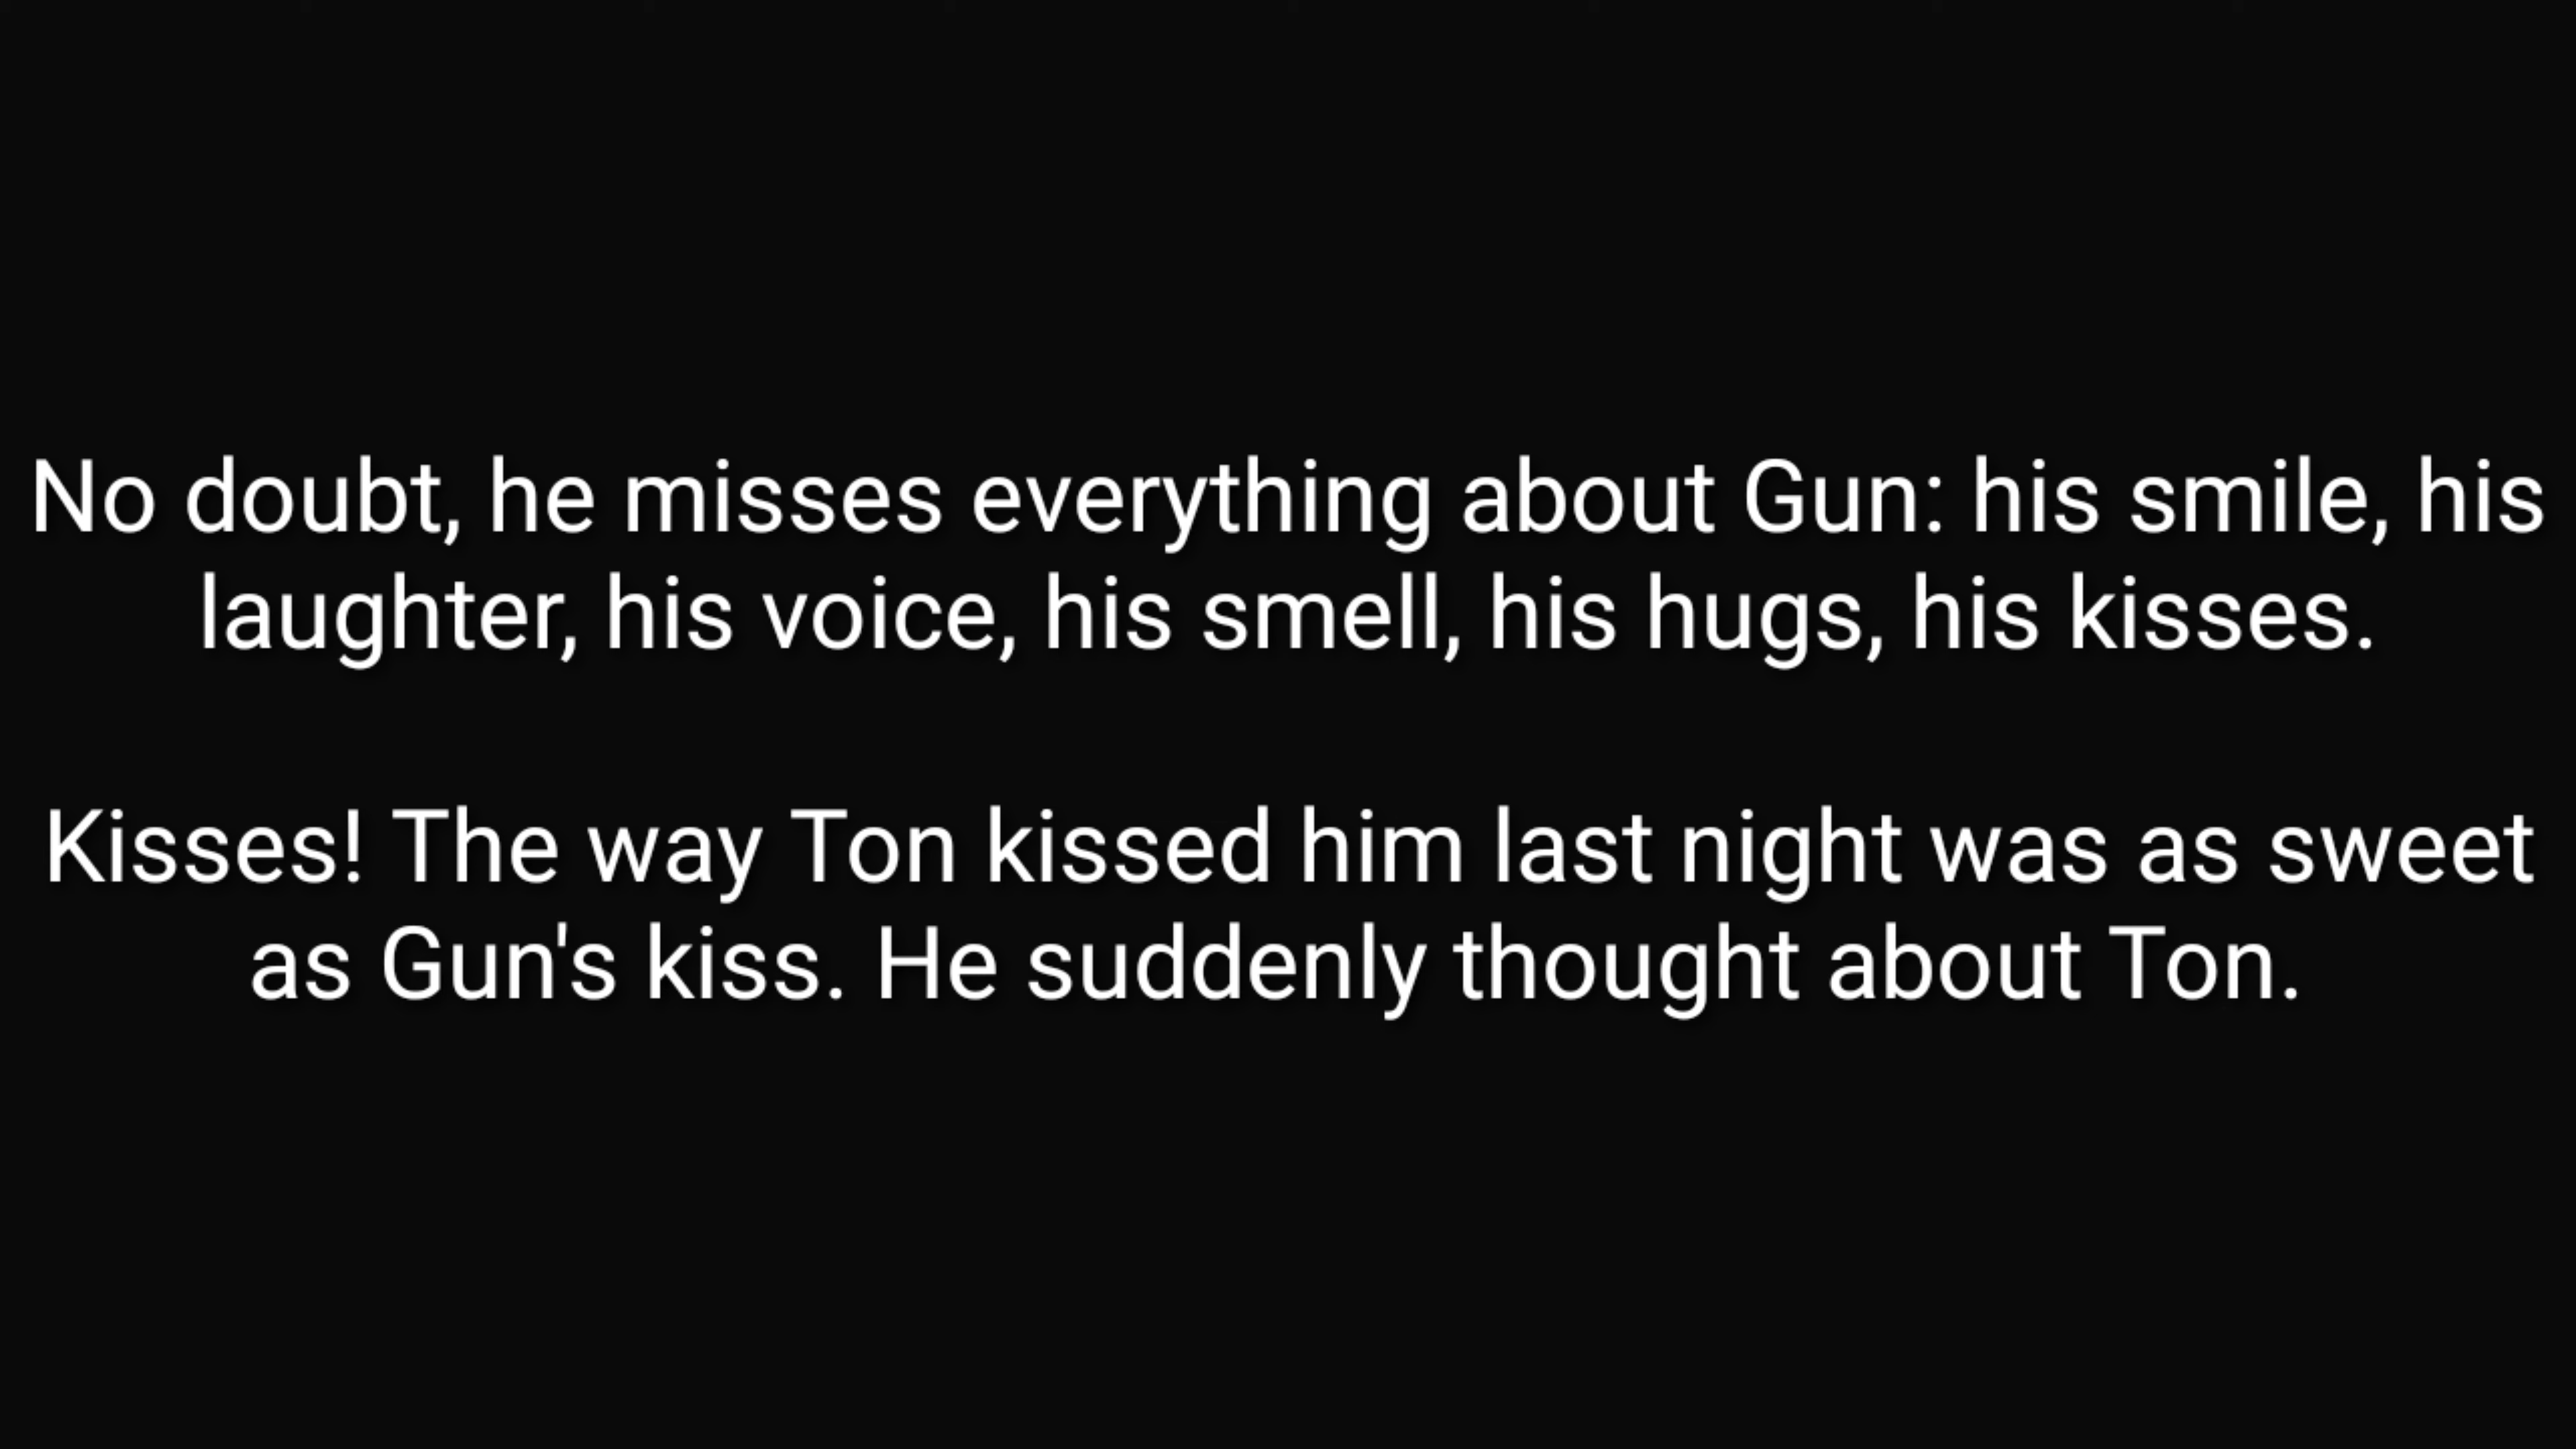 No doubt, he misses everything about Gun: his smile, his
laughter, his voice, his smell, his hugs, his kisses.
Kisses! The way Ton kissed him last night was as sweet
as Gun's kiss. He suddenly thought about Ton.